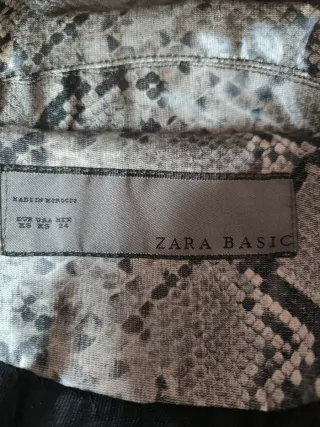 MADE IN MOROCCO
EUR USA MEX
XS XS 24
ZARA BASIC